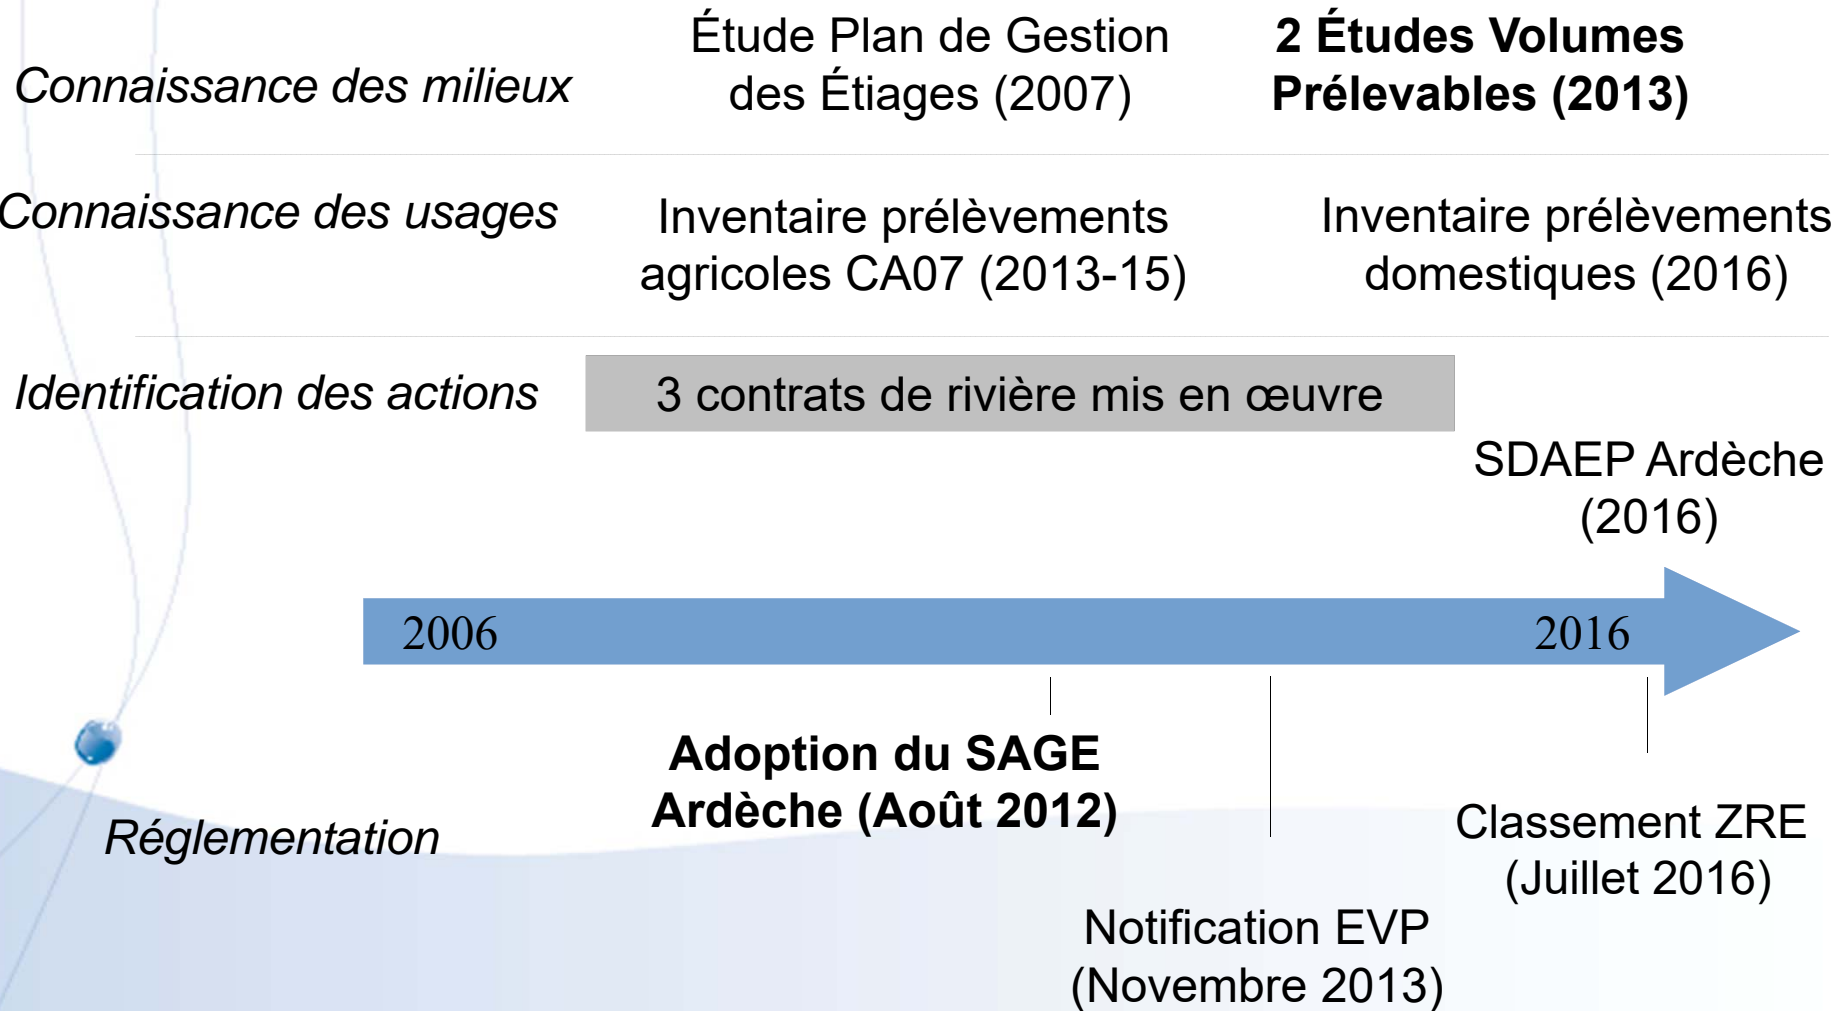 Connaissance des milieux
Étude Plan de Gestion
des Étiages (2007)
2 Études Volumes
Prélevables (2013)
Connaissance des usages
Inventaire prélèvements
agricoles CA07 (2013-15)
Inventaire prélèvements
domestiques (2016)
Identification des actions
3 contrats de rivière mis en œuvre
SDAEP Ardèche
(2016)
2006
2016
Adoption du SAGE
Ardèche (Août 2012)
Réglementation
Classement ZRE
(Juillet 2016)
Notification EVP
(Novembre 2013)